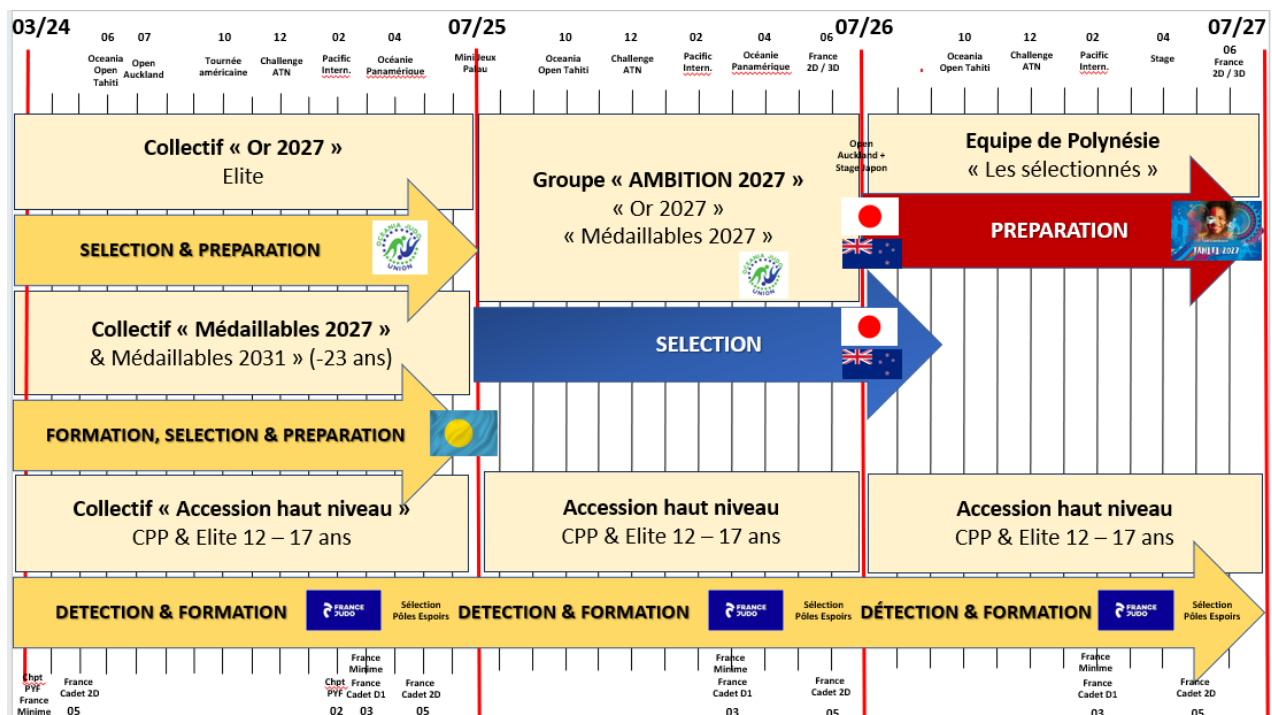 03/24
07/25
07/26
07/27
06
07
10
12
02
04
10
12
02
04
06
10
12
02
04
06
Oceania
Open
Tahiti
Open
Auckland
Tournée
américaine
Challenge
ATN
Pacific
Intern.
Océanie
Panamérique
Mini Jeux
Palau
Oceania
Open Tahiti
Challenge
ATN
Pacific
Intern.
Océanie
Panamérique
France
2D / 3D
Oceania
Open Tahiti
Challenge
ATN
Pacific
Intern.
Stage
France
2D / 3D
Collectif « Or 2027 »
Elite
Groupe « AMBITION 2027 »
« Or 2027 »
« Médaillables 2027 »
Open
Auckland +
Stage Japon
Equipe de Polynésie
« Les sélectionnés »
SELECTION & PREPARATION
OCEANIA JUDO
UNION
OCEANIA JUDO
UNION
PREPARATION
TAHITI 2027
Collectif « Médaillables 2027 »
& Médaillables 2031 » (-23 ans)
SELECTION
FORMATION, SELECTION & PREPARATION
Collectif « Accession haut niveau »
CPP & Elite 12 – 17 ans
Accession haut niveau
CPP & Elite 12 – 17 ans
Accession haut niveau
CPP & Elite 12 – 17 ans
DETECTION & FORMATION
FRANCE
JUDO
Sélection
Pôles Espoirs
DETECTION & FORMATION
FRANCE
JUDO
Sélection
Pôles Espoirs
DÉTECTION & FORMATION
FRANCE
JUDO
Sélection
Pôles Espoirs
Chpt
PYF
France
Minime
France
Cadet 2D
05
Chpt
PYF
02
France
Minime
France
Cadet D1
03
France
Cadet 2D
05
France
Minime
France
Cadet D1
03
France
Cadet 2D
05
France
Minime
France
Cadet D1
03
France
Cadet 2D
05